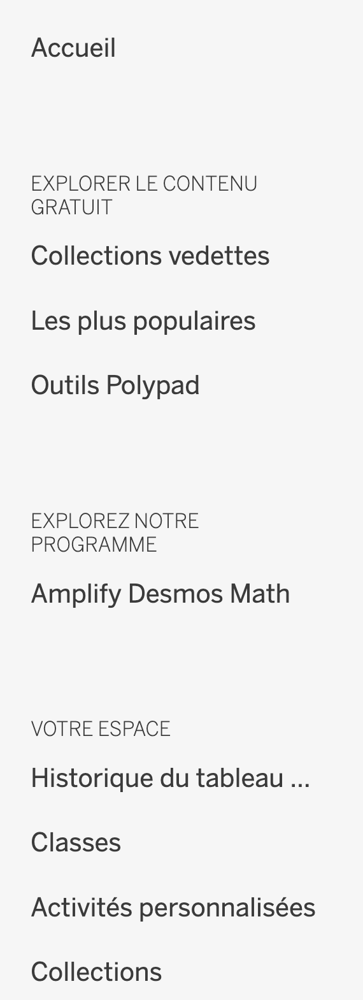 Accueil
EXPLORER LE CONTENU
GRATUIT
Collections vedettes
Les plus populaires
Outils Polypad
EXPLOREZ NOTRE
PROGRAMME
Amplify Desmos Math
VOTRE ESPACE
Historique du tableau ...
Classes
Activités personnalisées
Collections